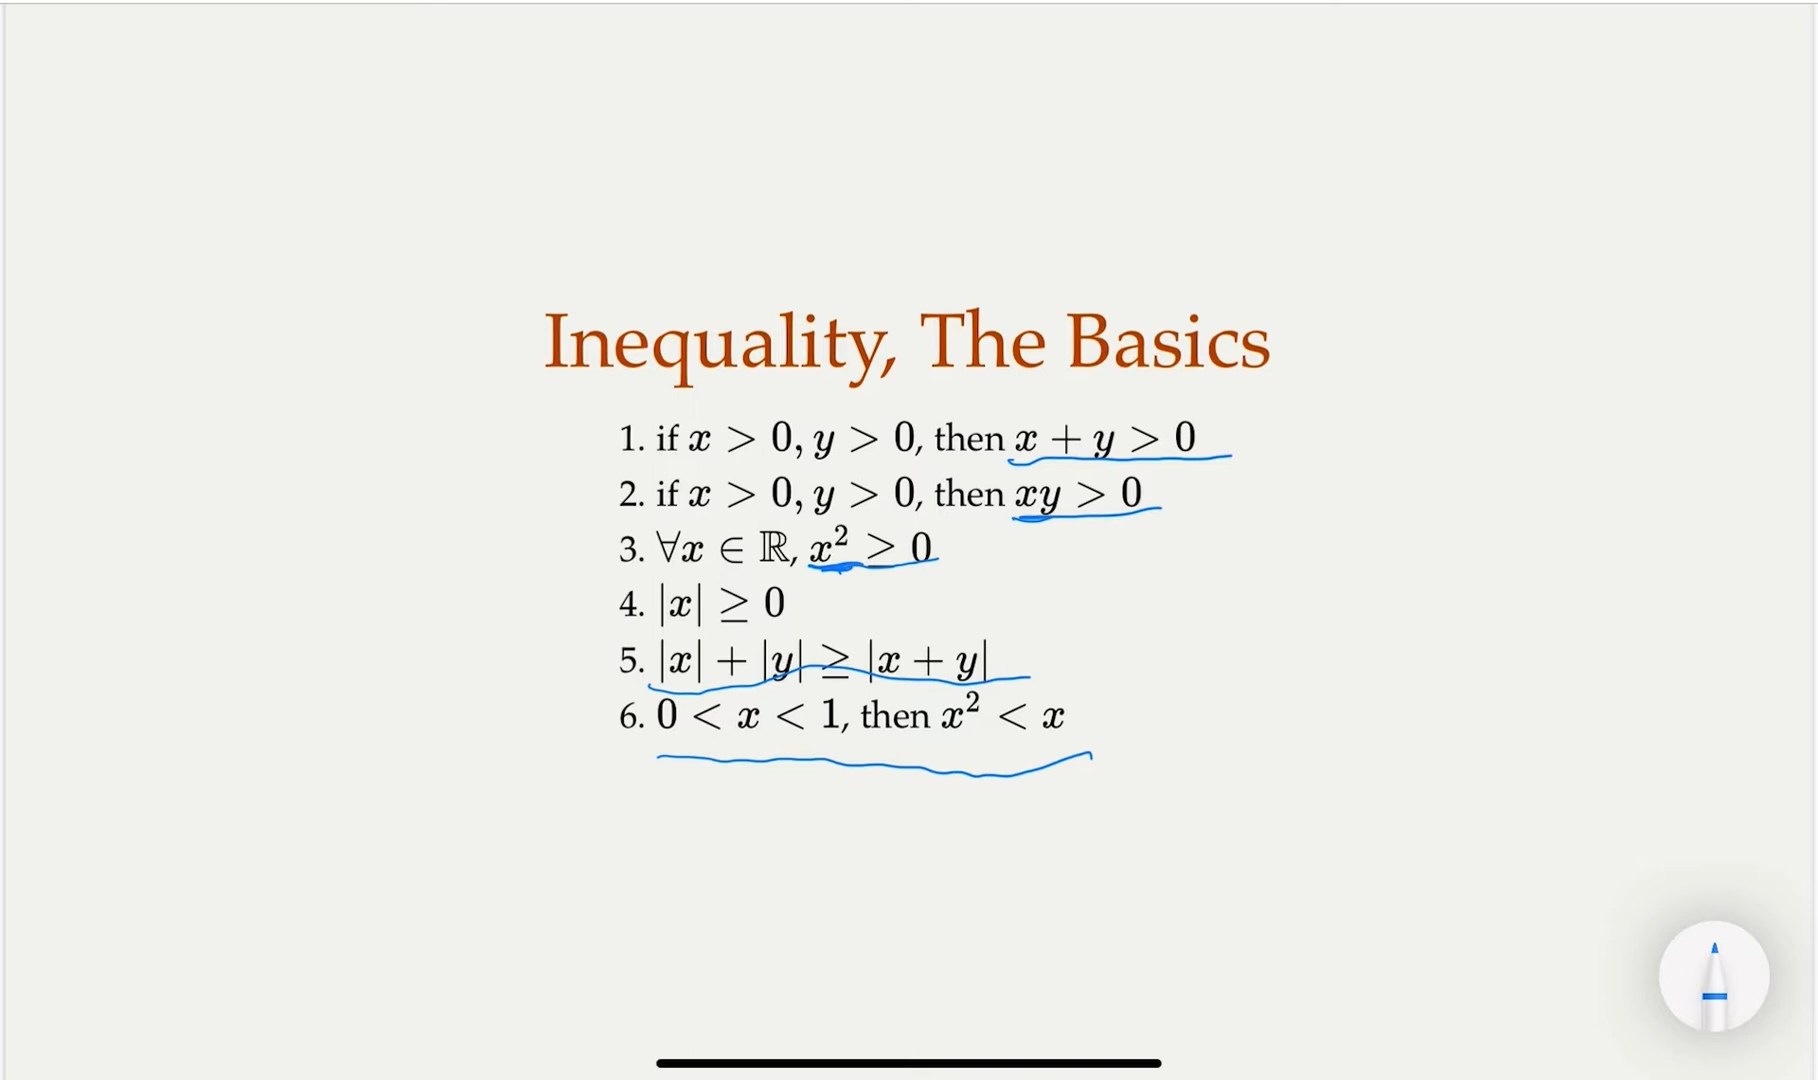 Inequality, The Basics
1. if x > 0, y > 0, then x + y > 0
2. if x > 0, y > 0, then xy > 0
3. ∀x ∈ ℝ, x² ≥ 0
4. |x| ≥ 0
5. |x| + |y| ≥ |x + y|
6. 0 < x < 1, then x² < x